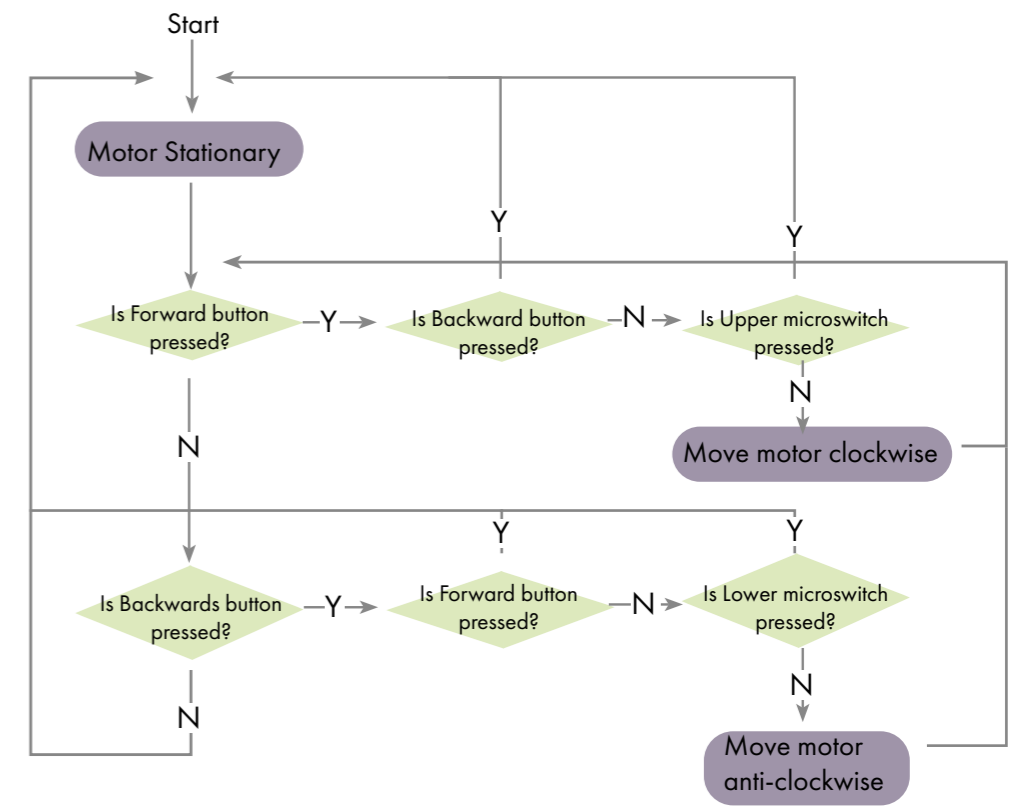 Start
Motor Stationary
Y
Y
Is Forward button
pressed?
Y
Is Backward button
pressed?
N
Is Upper microswitch
pressed?
N
Move motor clockwise
N
Y
Y
Is Backwards button
pressed?
Y
Is Forward button
pressed?
N
Is Lower microswitch
pressed?
N
N
Move motor
anti-clockwise